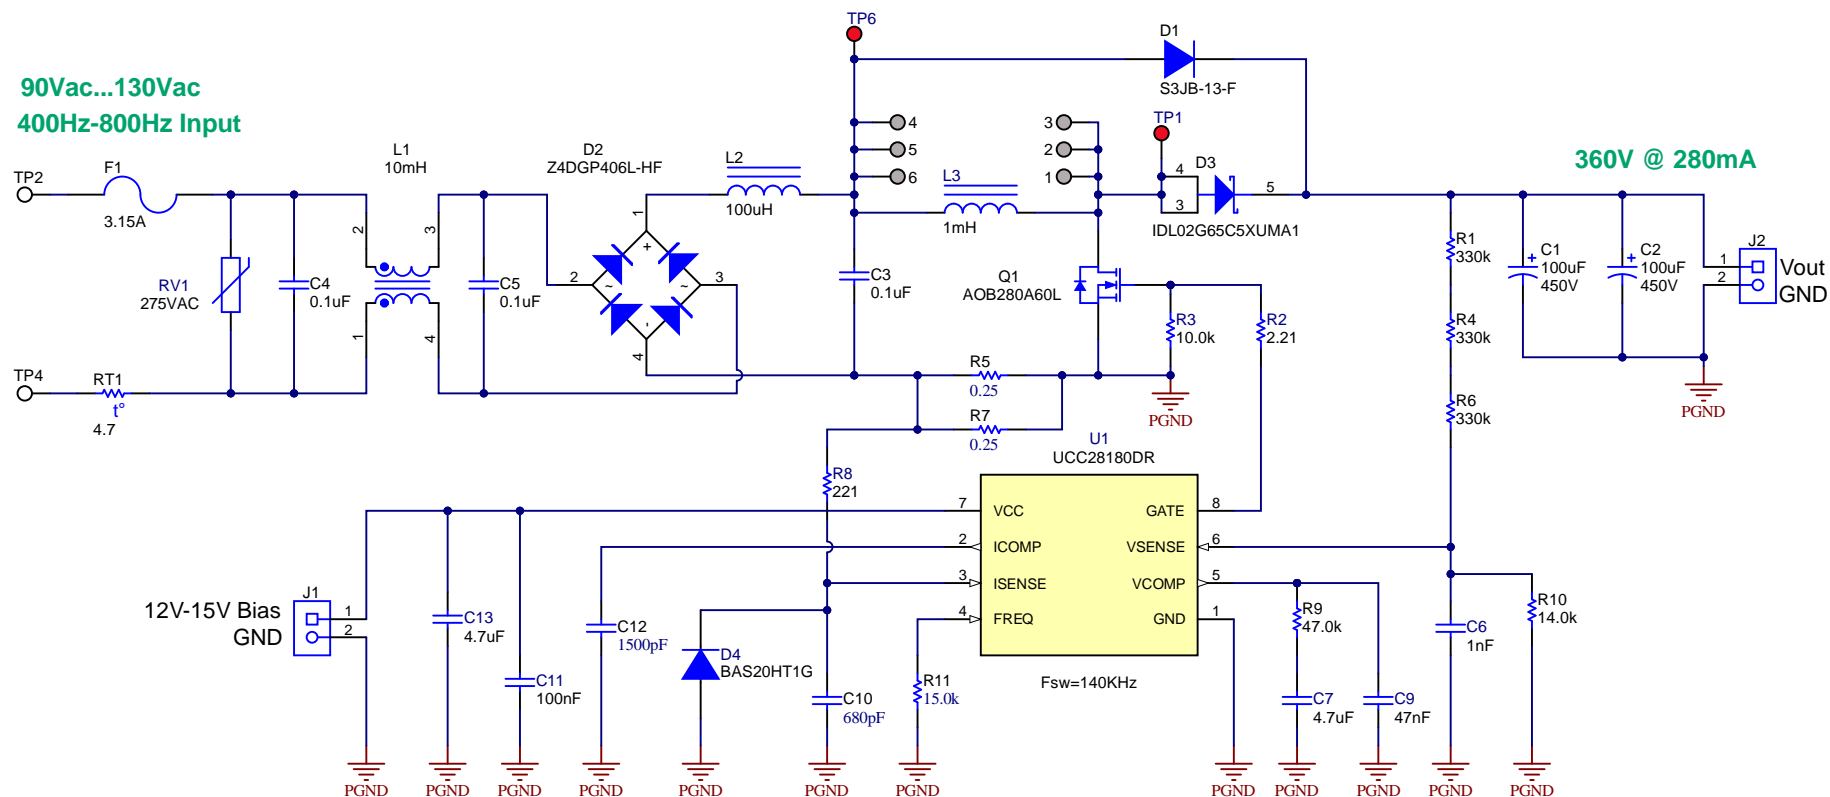 90Vac...130Vac
400Hz-800Hz Input
TP2
F1
3.15A
RV1
275VAC
C4
0.1uF
L1
10mH
2
3
1
4
C5
0.1uF
TP4
RT1
t°
4.7
D2
Z4DGP406L-HF
1
2
3
4
+
~
~
-
L2
100uH
TP6
4
5
6
3
2
1
L3
1mH
C3
0.1uF
D1
S3JB-13-F
TP1
D3
4
3
5
IDL02G65C5XUMA1
Q1
AOB280A60L
R3
10.0k
R2
2.21
PGND
R5
0.25
R7
0.25
360V @ 280mA
R1
330k
R4
330k
R6
330k
C1
+
100uF
450V
C2
+
100uF
450V
J2
1
2
Vout
GND
PGND
R8
221
U1
UCC28180DR
7
VCC
2
ICOMP
3
ISENSE
4
FREQ
GATE
8
VSENSE
6
VCOMP
5
GND
1
Fsw=140KHz
J1
12V-15V Bias
GND
1
2
C13
4.7uF
C11
100nF
C12
1500pF
D4
BAS20HT1G
C10
680pF
R11
15.0k
R9
47.0k
C7
4.7uF
C9
47nF
C6
1nF
R10
14.0k
PGND
PGND
PGND
PGND
PGND
PGND
PGND
PGND
PGND
PGND
PGND
PGND